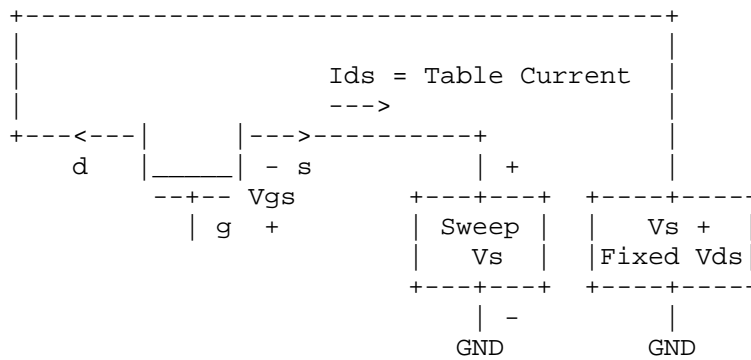 Ids = Table Current
--->
d - s
Vgs
g +
+
Sweep Vs +
Vs Fixed Vds
-
GND GND